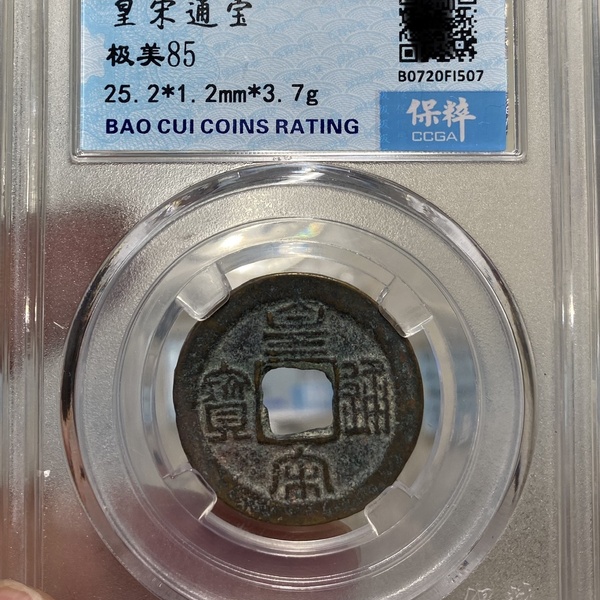 皇宋通宝
极美85
25.2*1.2mm*3.7g
BAO CUI COINS RATING
B0720FI507
保粹
CCGA
皇
寶 通
宋